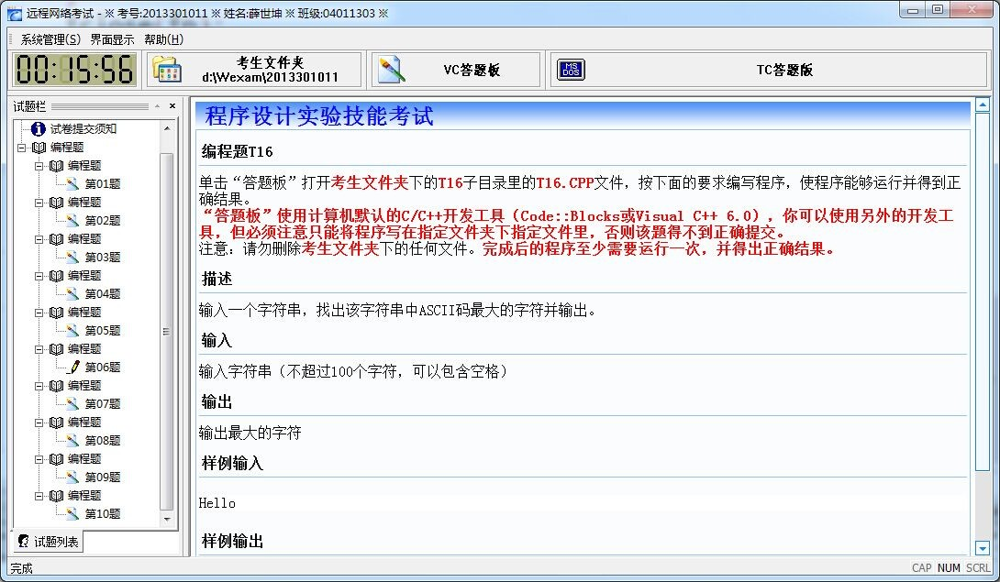 远程网络考试 - ※ 考号:2013301011 ※ 姓名:薛世坤 ※ 班级:04011303 ※
系统管理(S) 界面显示 帮助(H)
00:15:56
考生文件夹
d:\Wexam\2013301011
VC答题板
MS DOS
TC答题版
试题栏
试卷提交须知
编程题
编程题
第01题
编程题
第02题
编程题
第03题
编程题
第04题
编程题
第05题
编程题
第06题
编程题
第07题
编程题
第08题
编程题
第09题
编程题
第10题
试题列表
程序设计实验技能考试
编程题T16
单击“答题板”打开考生文件夹下的T16子目录里的T16.CPP文件，按下面的要求编写程序，使程序能够运行并得到正
确结果。
“答题板”使用计算机默认的C/C++开发工具（Code::Blocks或Visual C++ 6.0），你可以使用另外的开发工
具，但必须注意只能将程序写在指定文件夹下指定文件里，否则该题得不到正确提交。
注意：请勿删除考生文件夹下的任何文件。完成后的程序至少需要运行一次，并得出正确结果。
描述
输入一个字符串，找出该字符串中ASCII码最大的字符并输出。
输入
输入字符串（不超过100个字符，可以包含空格）
输出
输出最大的字符
样例输入
Hello
样例输出
完成
CAP NUM SCRL